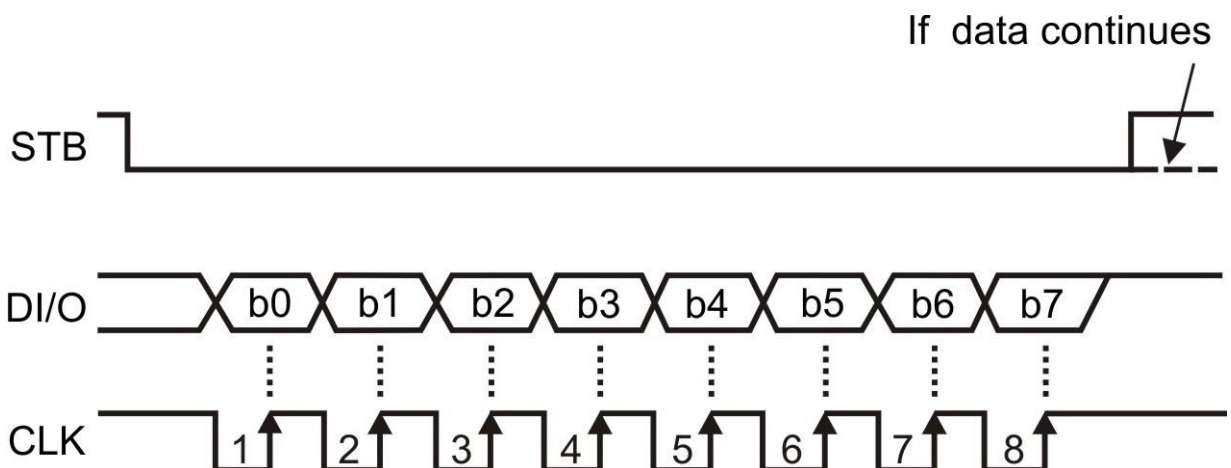 If data continues
STB
DI/O b0 b1 b2 b3 b4 b5 b6 b7
CLK 1 2 3 4 5 6 7 8